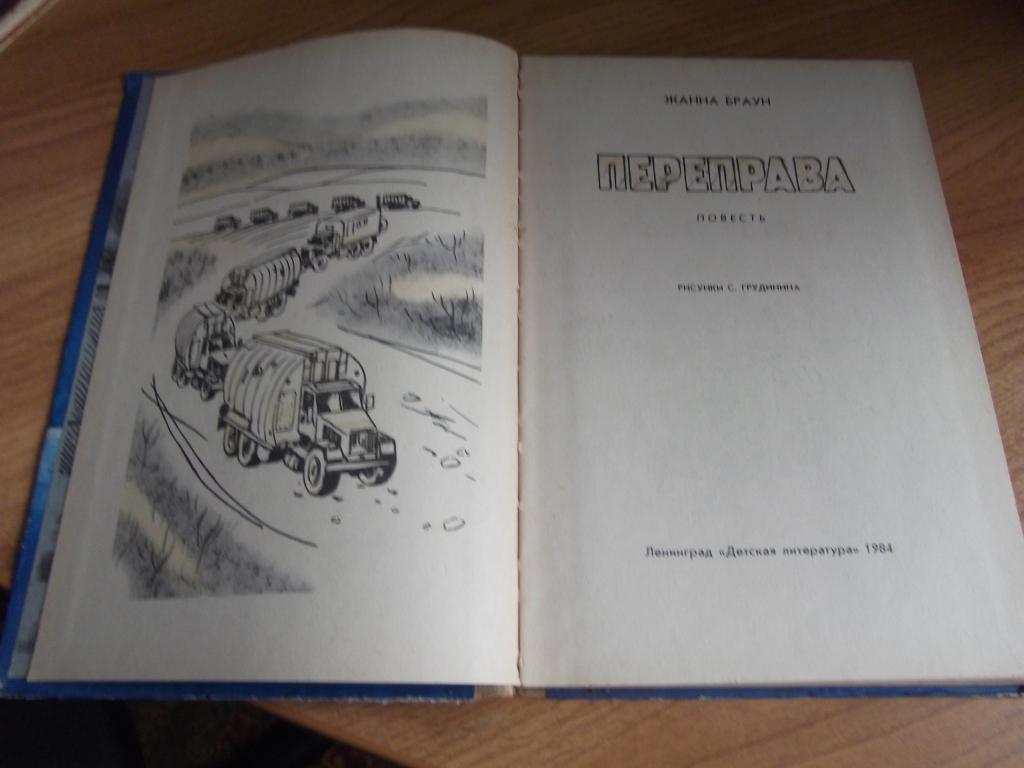 ЖАННА БРАУН
ПЕРЕПРАВА
ПОВЕСТЬ
РИСУНКИ С. ГРУДИНИНА
Ленинград «Детская литература» 1984